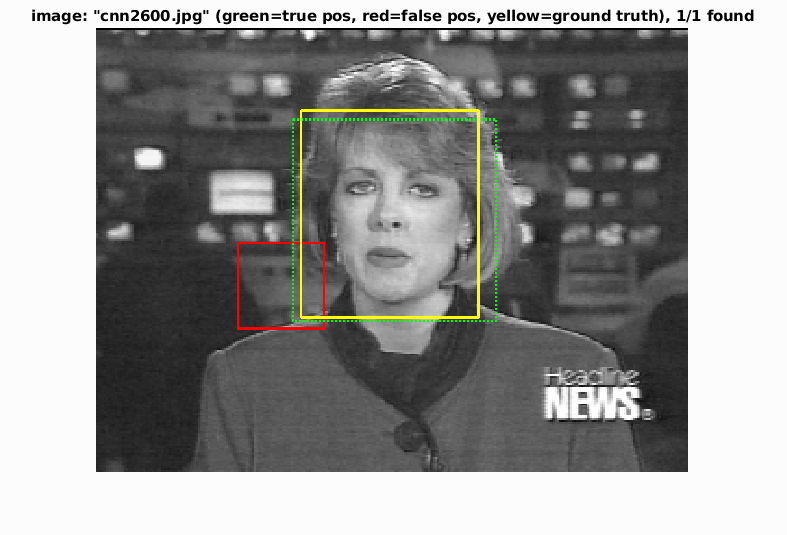 image: "cnn2600.jpg" (green=true pos, red=false pos, yellow=ground truth), 1/1 found
Headline
NEWS®